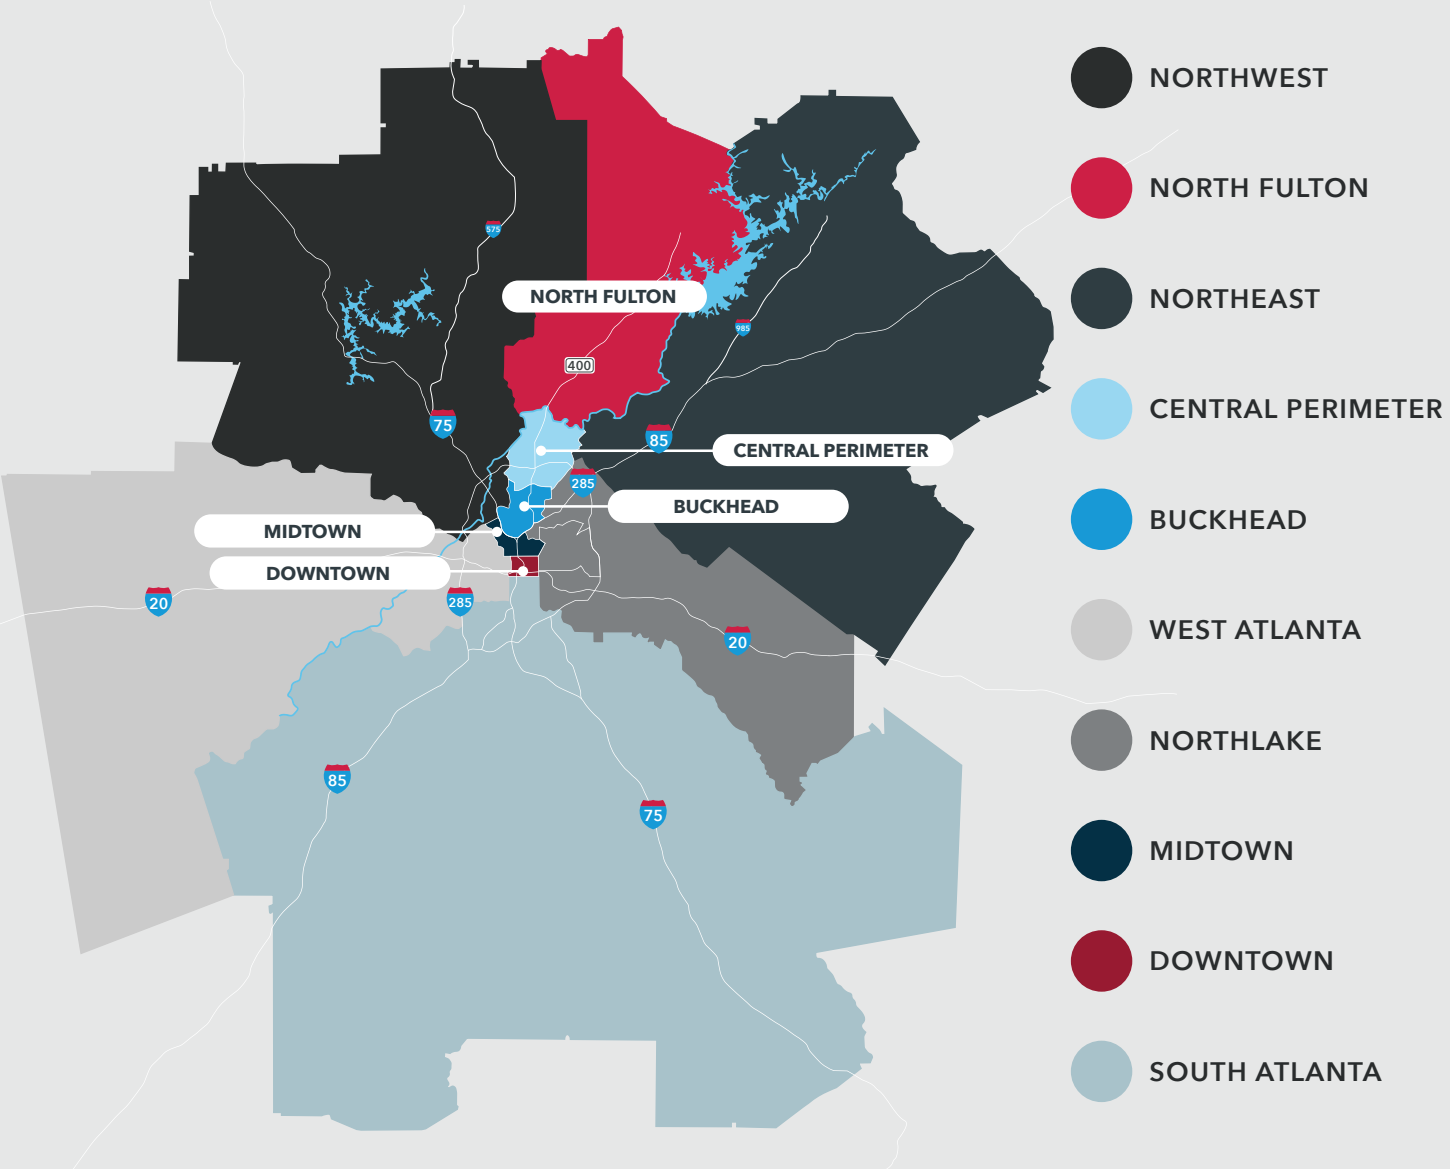 575
NORTH FULTON
985
400
75
85
CENTRAL PERIMETER
285
BUCKHEAD
MIDTOWN
DOWNTOWN
20
285
20
85
75
NORTHWEST
NORTH FULTON
NORTHEAST
CENTRAL PERIMETER
BUCKHEAD
WEST ATLANTA
NORTHLAKE
MIDTOWN
DOWNTOWN
SOUTH ATLANTA